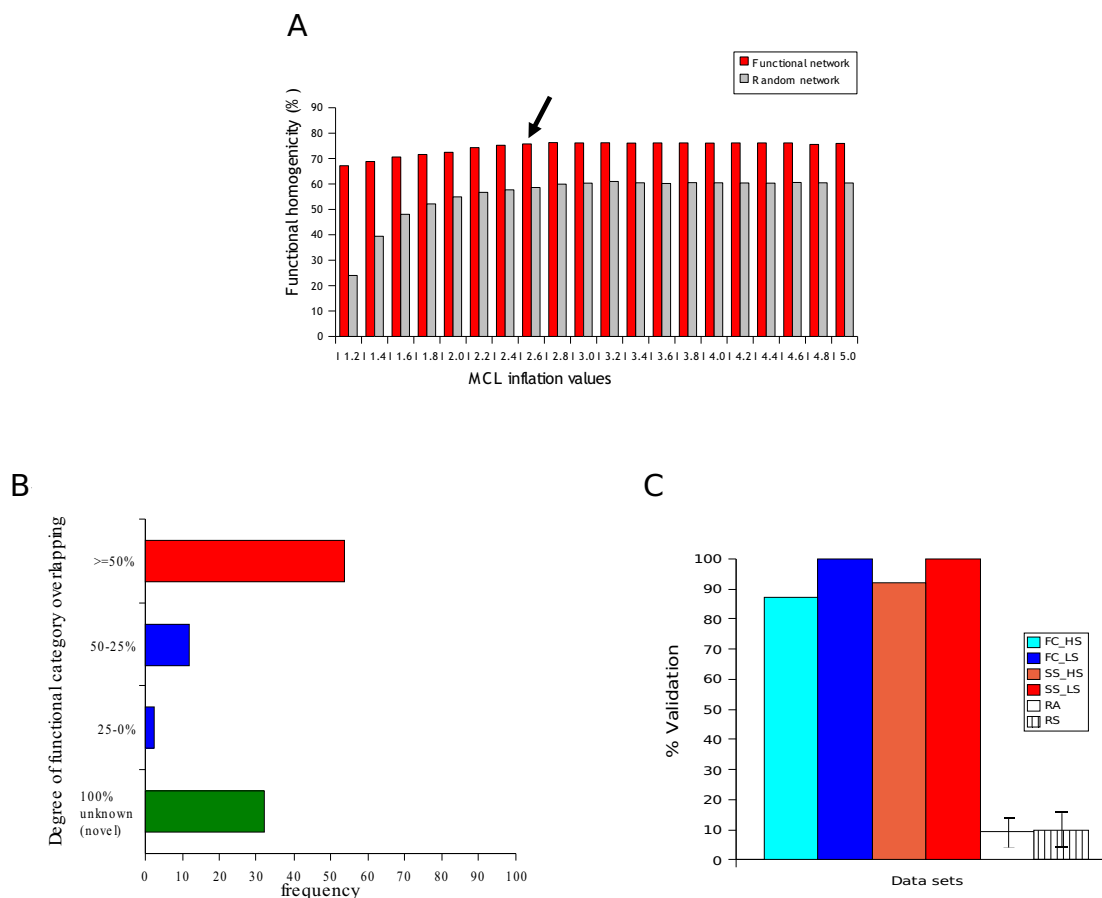 A
Functional network
Random network
Functional homogenicity (%)
90
80
70
60
50
40
30
20
10
0
I 1.2 I 1.4 I 1.6 I 1.8 I 2.0 I 2.2 I 2.4 I 2.6 I 2.8 I 3.0 I 3.2 I 3.4 I 3.6 I 3.8 I 4.0 I 4.2 I 4.4 I 4.6 I 4.8 I 5.0
MCL inflation values
B
Degree of functional category overlapping
>=50%
50-25%
25-0%
100%
unknown
(novel)
0 10 20 30 40 50 60 70 80 90 100
frequency
C
% Validation
100
90
80
70
60
50
40
30
20
10
0
FC_HS
FC_LS
SS_HS
SS_LS
RA
RS
Data sets